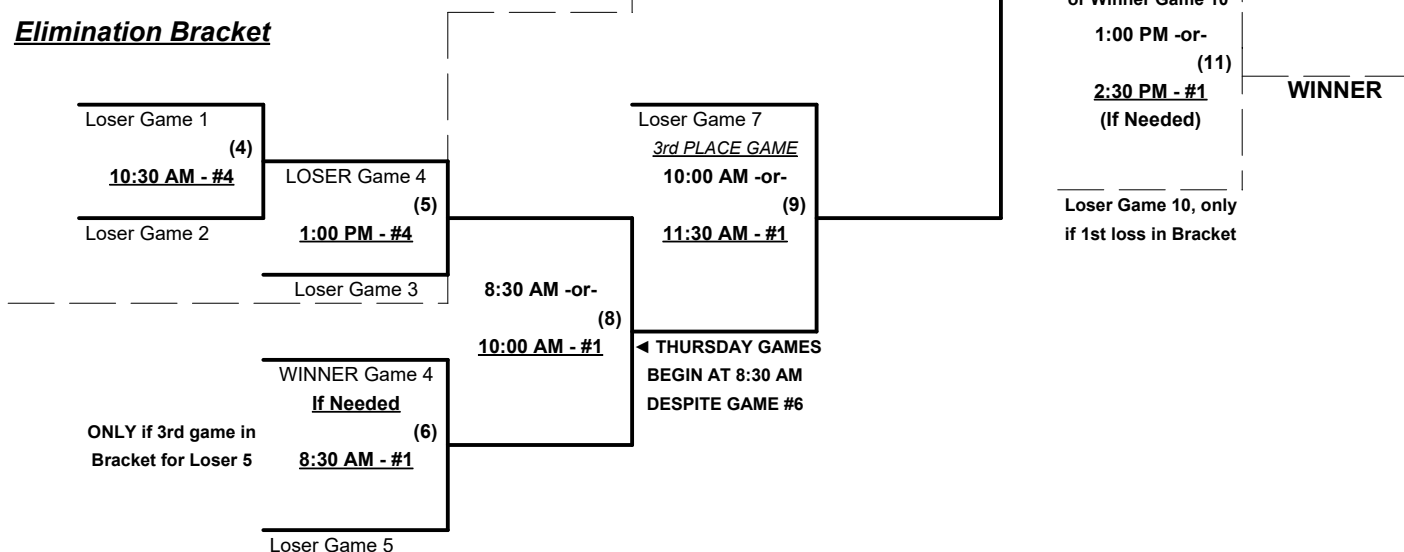 or Winner Game 10
Elimination Bracket
1:00 PM -or-
(11)
2:30 PM - #1
(If Needed)
WINNER
Loser Game 10, only
if 1st loss in Bracket
Loser Game 1
(4)
10:30 AM - #4
Loser Game 2
LOSER Game 4
(5)
1:00 PM - #4
Loser Game 3
Loser Game 7
3rd PLACE GAME
10:00 AM -or-
(9)
11:30 AM - #1
8:30 AM -or-
(8)
10:00 AM - #1
◄ THURSDAY GAMES
BEGIN AT 8:30 AM
DESPITE GAME #6
WINNER Game 4
If Needed
(6)
8:30 AM - #1
ONLY if 3rd game in
Bracket for Loser 5
Loser Game 5